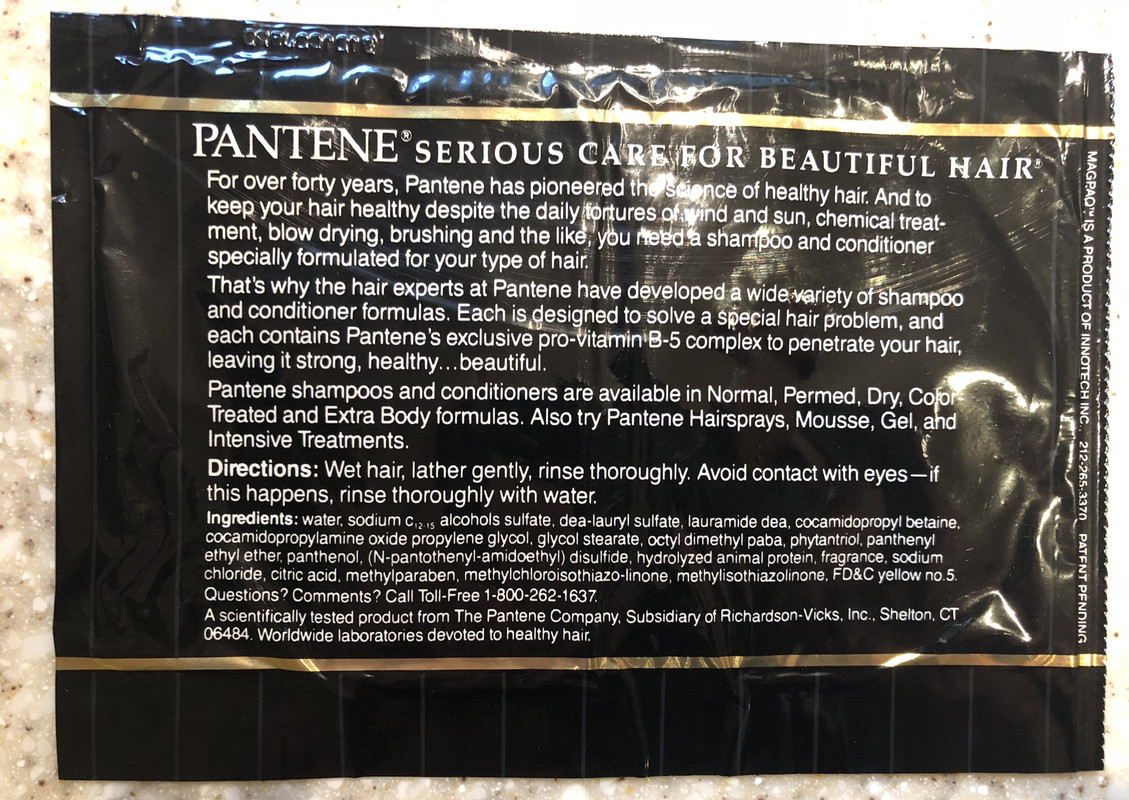 PANTENE® SERIOUS CARE FOR BEAUTIFUL HAIR®
For over forty years, Pantene has pioneered the science of healthy hair. And to
keep your hair healthy despite the daily tortures of wind and sun, chemical treat-
ment, blow drying, brushing and the like, you need a shampoo and conditioner
specially formulated for your type of hair.
That's why the hair experts at Pantene have developed a wide variety of shampoo
and conditioner formulas. Each is designed to solve a special hair problem, and
each contains Pantene's exclusive pro-vitamin B-5 complex to penetrate your hair,
leaving it strong, healthy...beautiful.
Pantene shampoos and conditioners are available in Normal, Permed, Dry, Color-
Treated and Extra Body formulas. Also try Pantene Hairsprays, Mousse, Gel, and
Intensive Treatments.
Directions: Wet hair, lather gently, rinse thoroughly. Avoid contact with eyes—if
this happens, rinse thoroughly with water.
Ingredients: water, sodium c12-15 alcohols sulfate, dea-lauryl sulfate, lauramide dea, cocamidopropyl betaine,
cocamidopropylamine oxide propylene glycol, glycol stearate, octyl dimethyl paba, phytantriol, panthenyl
ethyl ether, panthenol, (N-pantothenyl-amidoethyl) disulfide, hydrolyzed animal protein, fragrance, sodium
chloride, citric acid, methylparaben, methylchloroisothiazo-linone, methylisothiazolinone, FD&C yellow no.5.
Questions? Comments? Call Toll-Free 1-800-262-1637.
A scientifically tested product from The Pantene Company, Subsidiary of Richardson-Vicks, Inc., Shelton, CT
06484. Worldwide laboratories devoted to healthy hair.
MAGPAQ™ IS A PRODUCT OF INNOTECH INC. 212-265-3370 PATENT PENDING